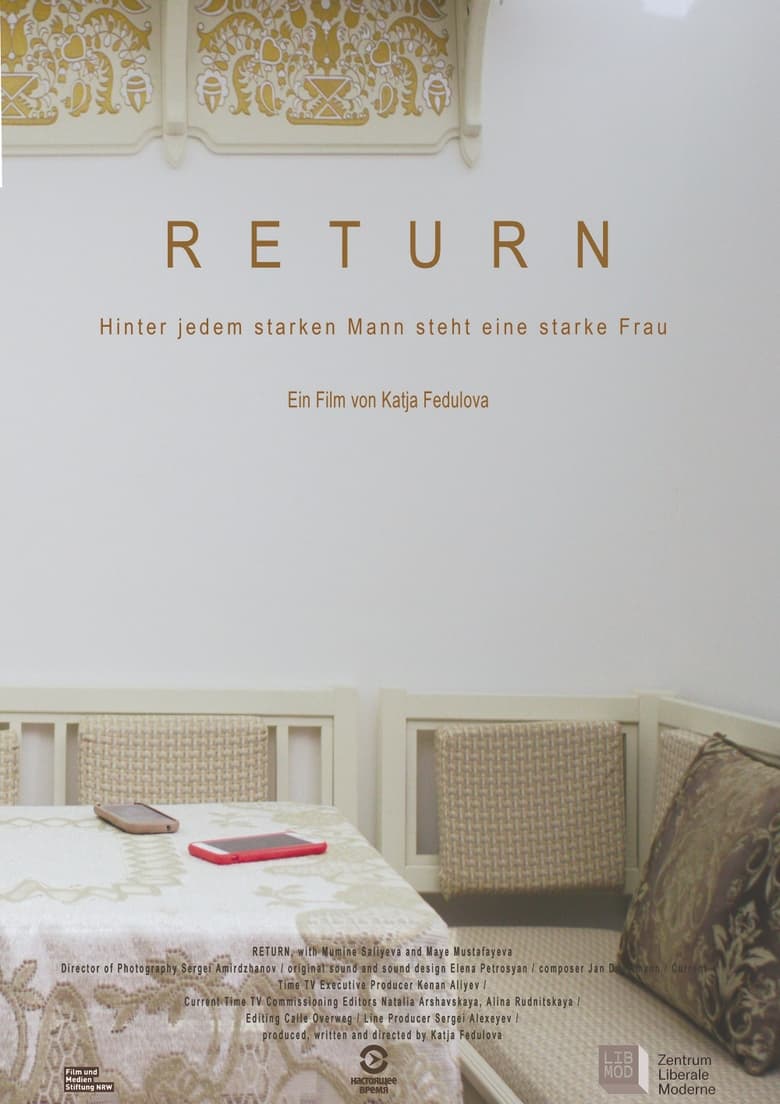 RETURN
Hinter jedem starken Mann steht eine starke Frau
Ein Film von Katja Fedulova
RETURN, with Mumine Saliyeva and Maye Mustafayeva
Director of Photography Sergei Amirdzhanov / original sound and sound design Elena Petrosyan / composer Jan / Current
Time TV Executive Producer Kenan Aliyev /
Current Time TV Commissioning Editors Natalia Arshavskaya, Alina Rudnitskaya /
Editing Calle Overweg / Line Producer Sergei Alexeyev /
produced, written and directed by Katja Fedulova
Film und
Medien
Stiftung NRW
НАСТОЯЩЕЕ
ВРЕМЯ
LIB
MOD
Zentrum
Liberale
Moderne